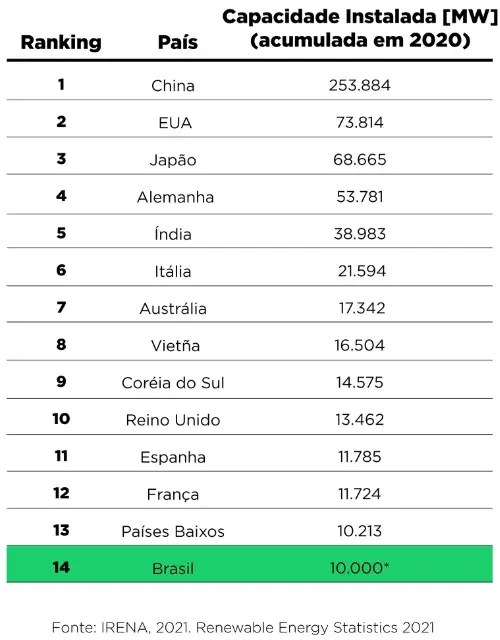 Ranking País Capacidade Instalada [MW]
(acumulada em 2020)
1 China 253.884
2 EUA 73.814
3 Japão 68.665
4 Alemanha 53.781
5 Índia 38.983
6 Itália 21.594
7 Austrália 17.342
8 Vietña 16.504
9 Coréia do Sul 14.575
10 Reino Unido 13.462
11 Espanha 11.785
12 França 11.724
13 Países Baixos 10.213
14 Brasil 10.000*
Fonte: IRENA, 2021. Renewable Energy Statistics 2021